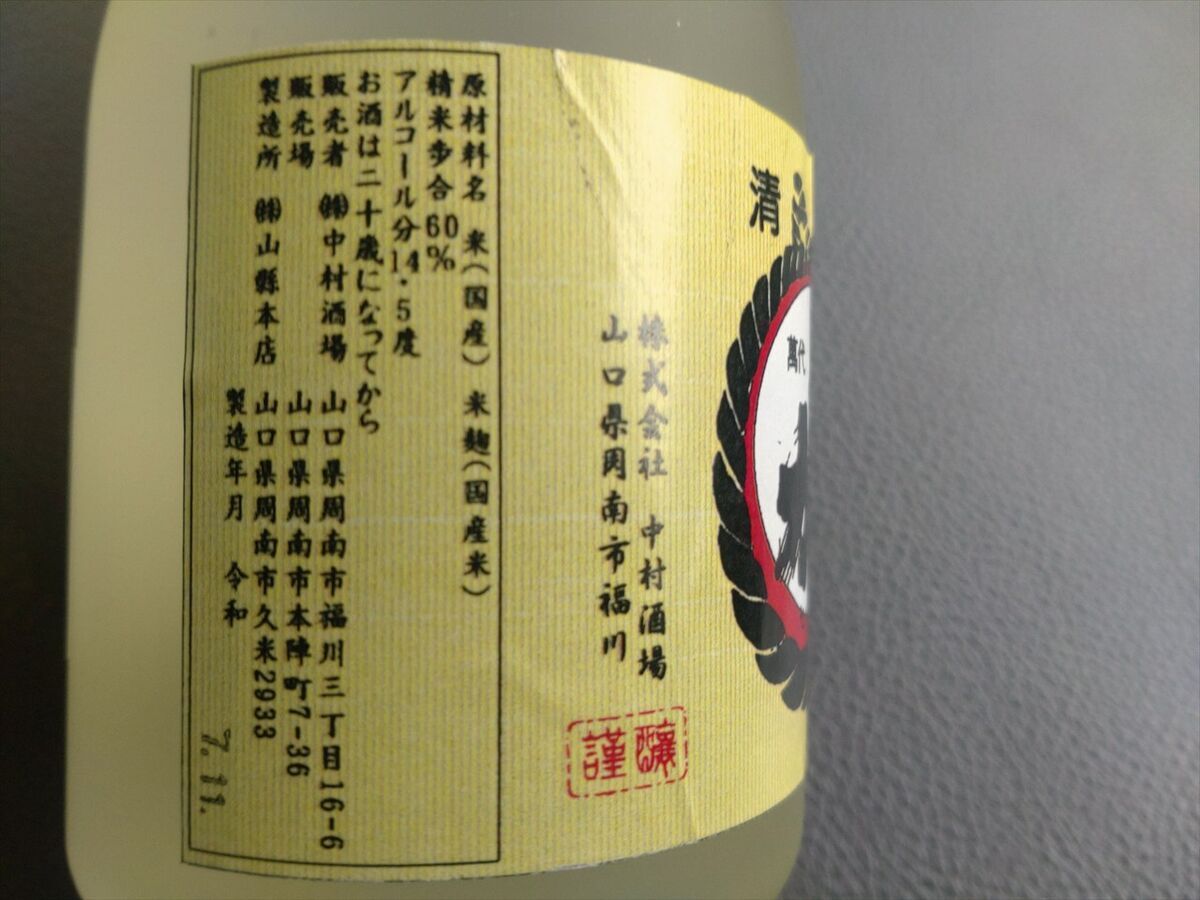 清
萬代
株式会社 中村酒場
山口県周南市福川
謹醸
原材料名 米(国産) 米麹(国産米)
精米歩合60%
アルコール分14.5度
お酒は二十歳になってから
販売者 ㈱中村酒場 山口県周南市福川三丁目16-6
販売場 山口県周南市本陣町7-36
製造所 ㈱山縣本店 山口県周南市久米2933
製造年月 令和
7.11.